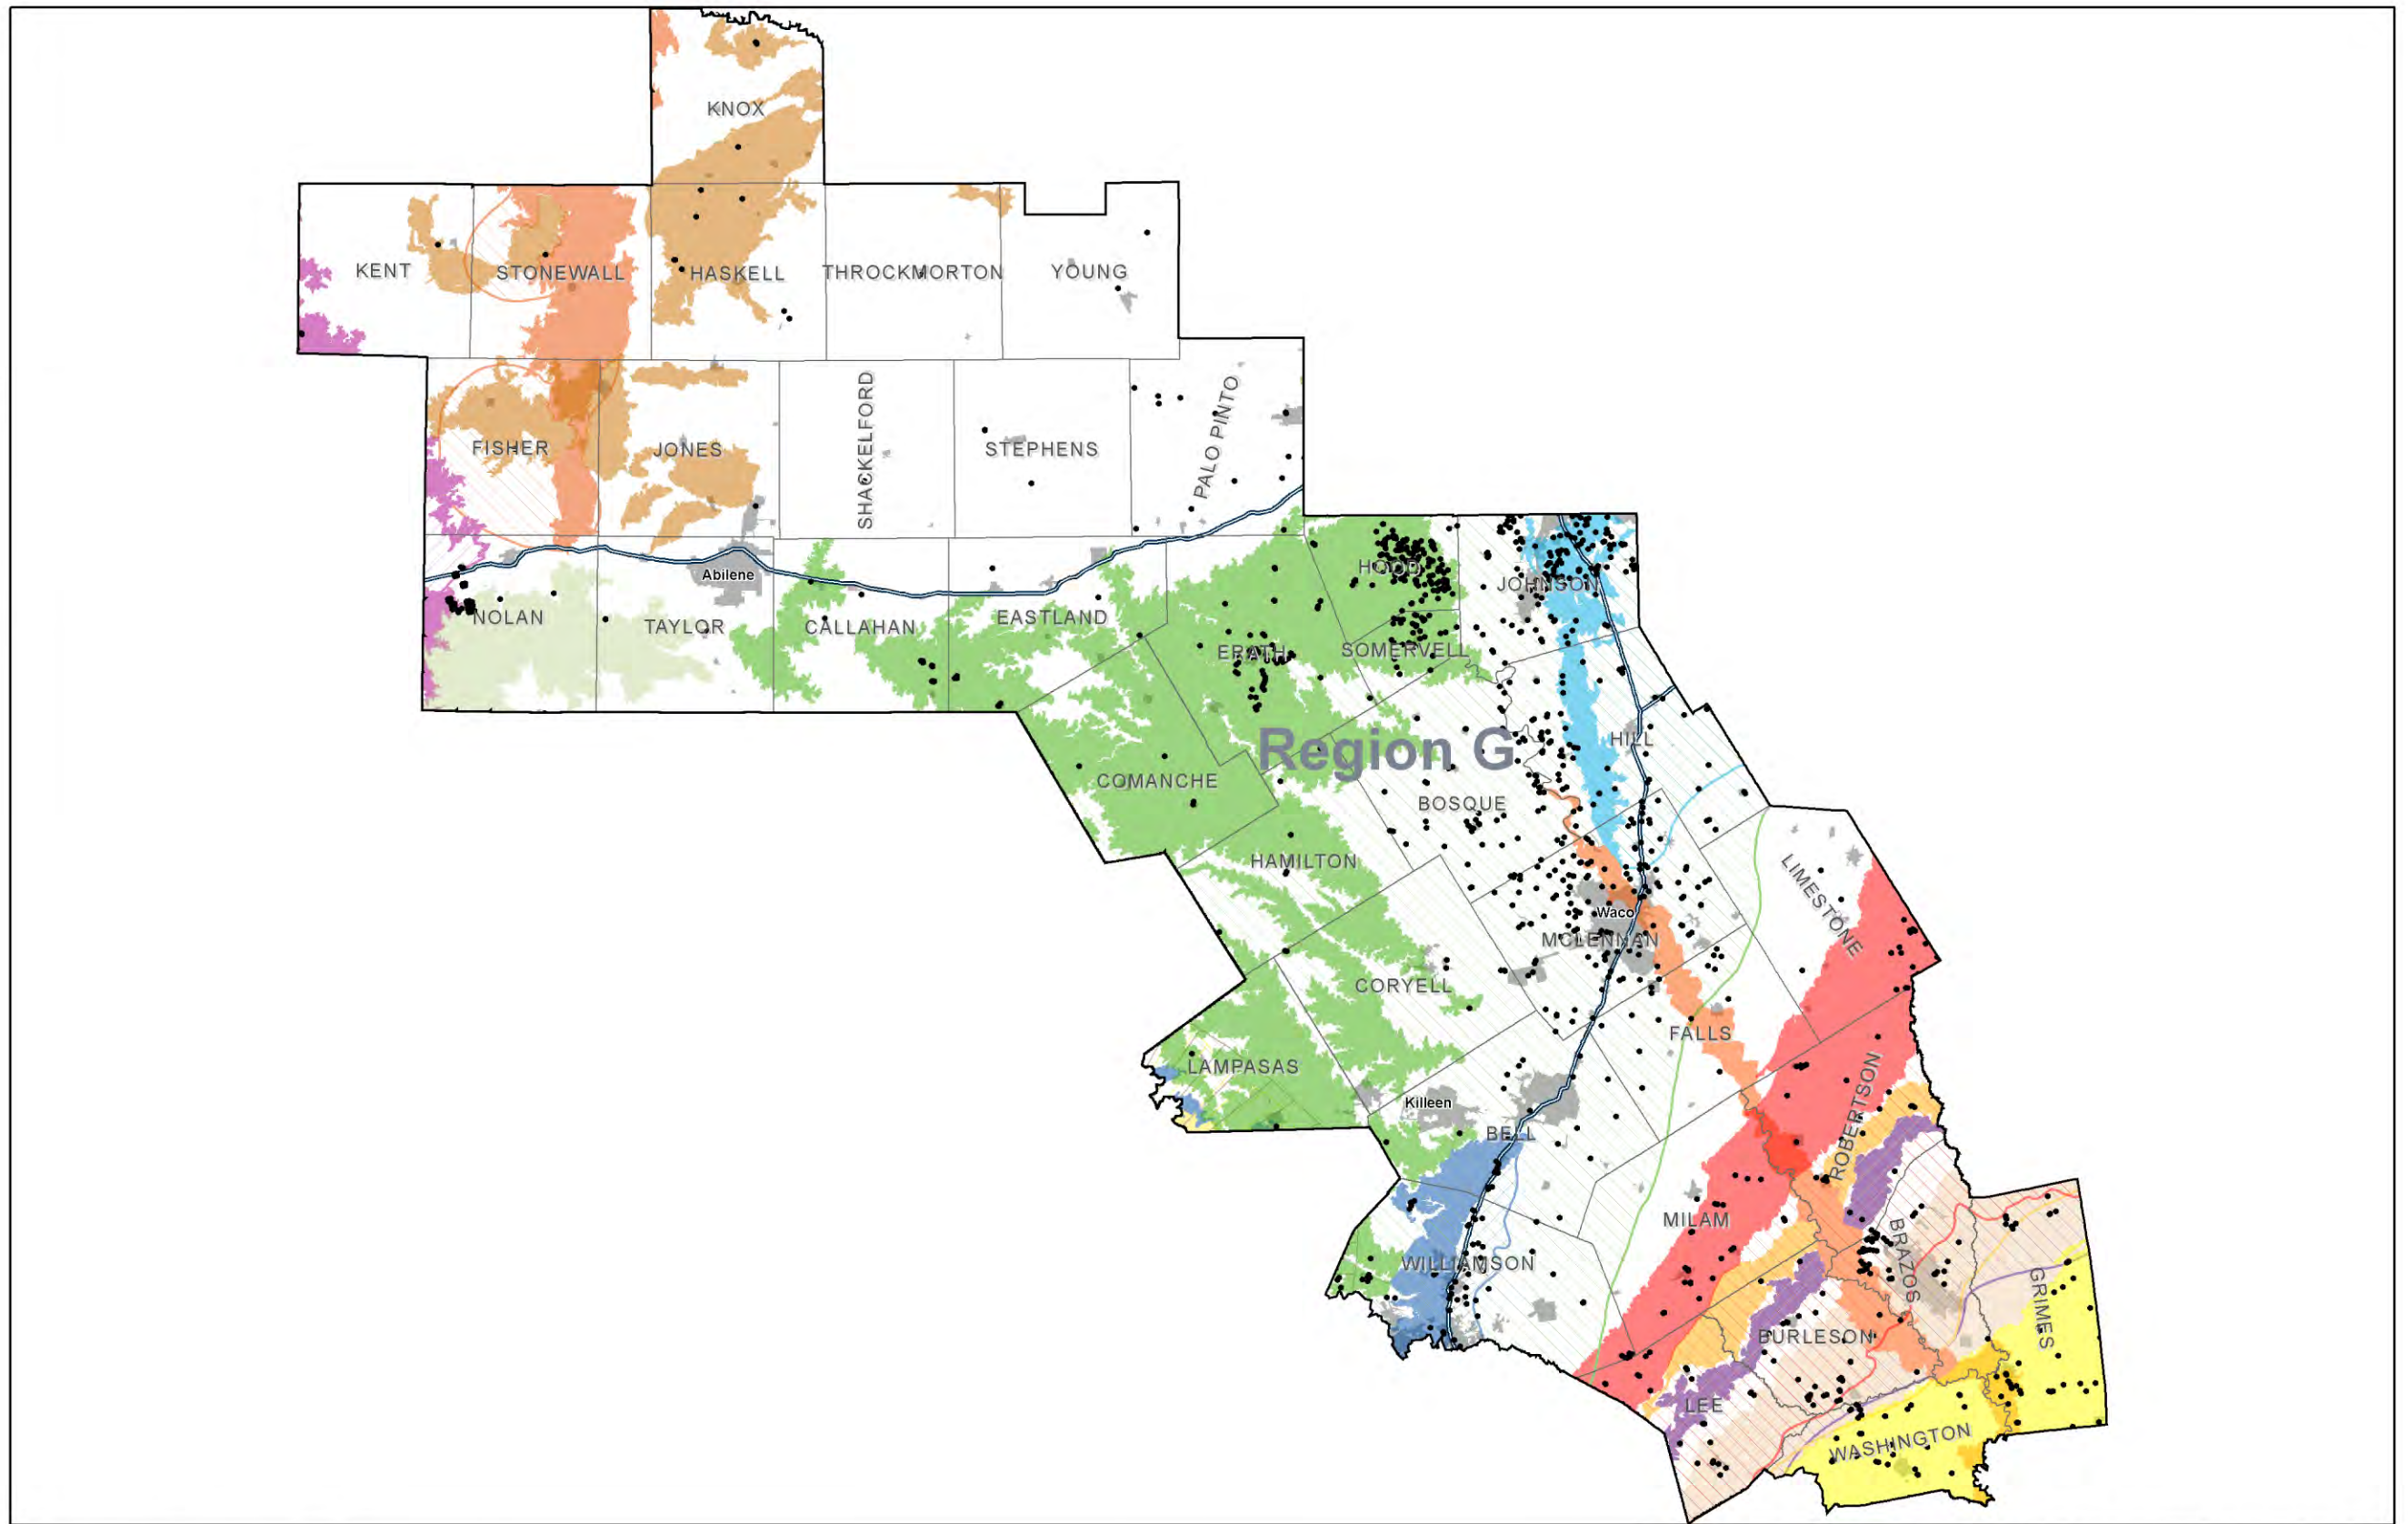 KNOX
KENT
STONEWALL
HASKELL
THROCKMORTON
YOUNG
FISHER
JONES
SHACKELFORD
STEPHENS
PALO PINTO
Abilene
NOLAN
TAYLOR
CALLAHAN
EASTLAND
HOOD
JOHNSON
ERATH
SOMERVELL
Region G
HILL
COMANCHE
BOSQUE
HAMILTON
LIMESTONE
Waco
MCLENNAN
CORYELL
FALLS
LAMPASAS
Killeen
BELL
ROBERTSON
MILAM
WILLIAMSON
BRAZOS
GRIMES
BURLESON
LEE
WASHINGTON